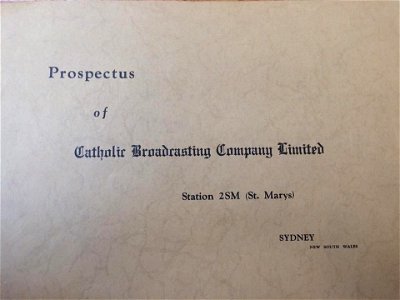 Prospectus
of
Catholic Broadcasting Company Limited
Station 2SM (St. Marys)
SYDNEY
NEW SOUTH WALES